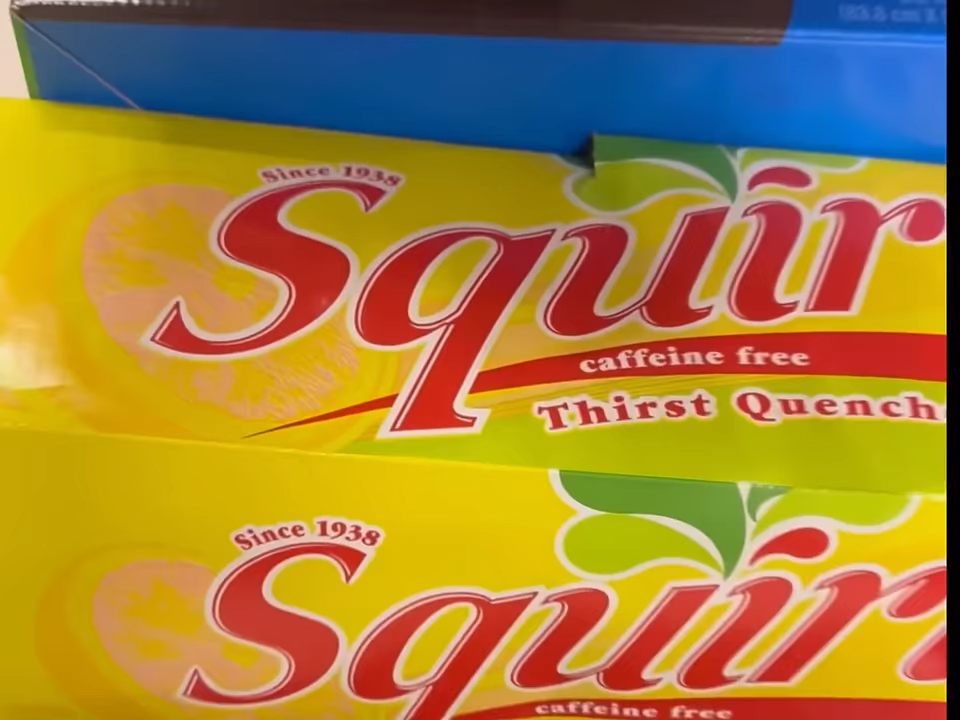 Since 1938
Squir
caffeine free
Thirst Quench
Since 1938
Squir
caffeine free